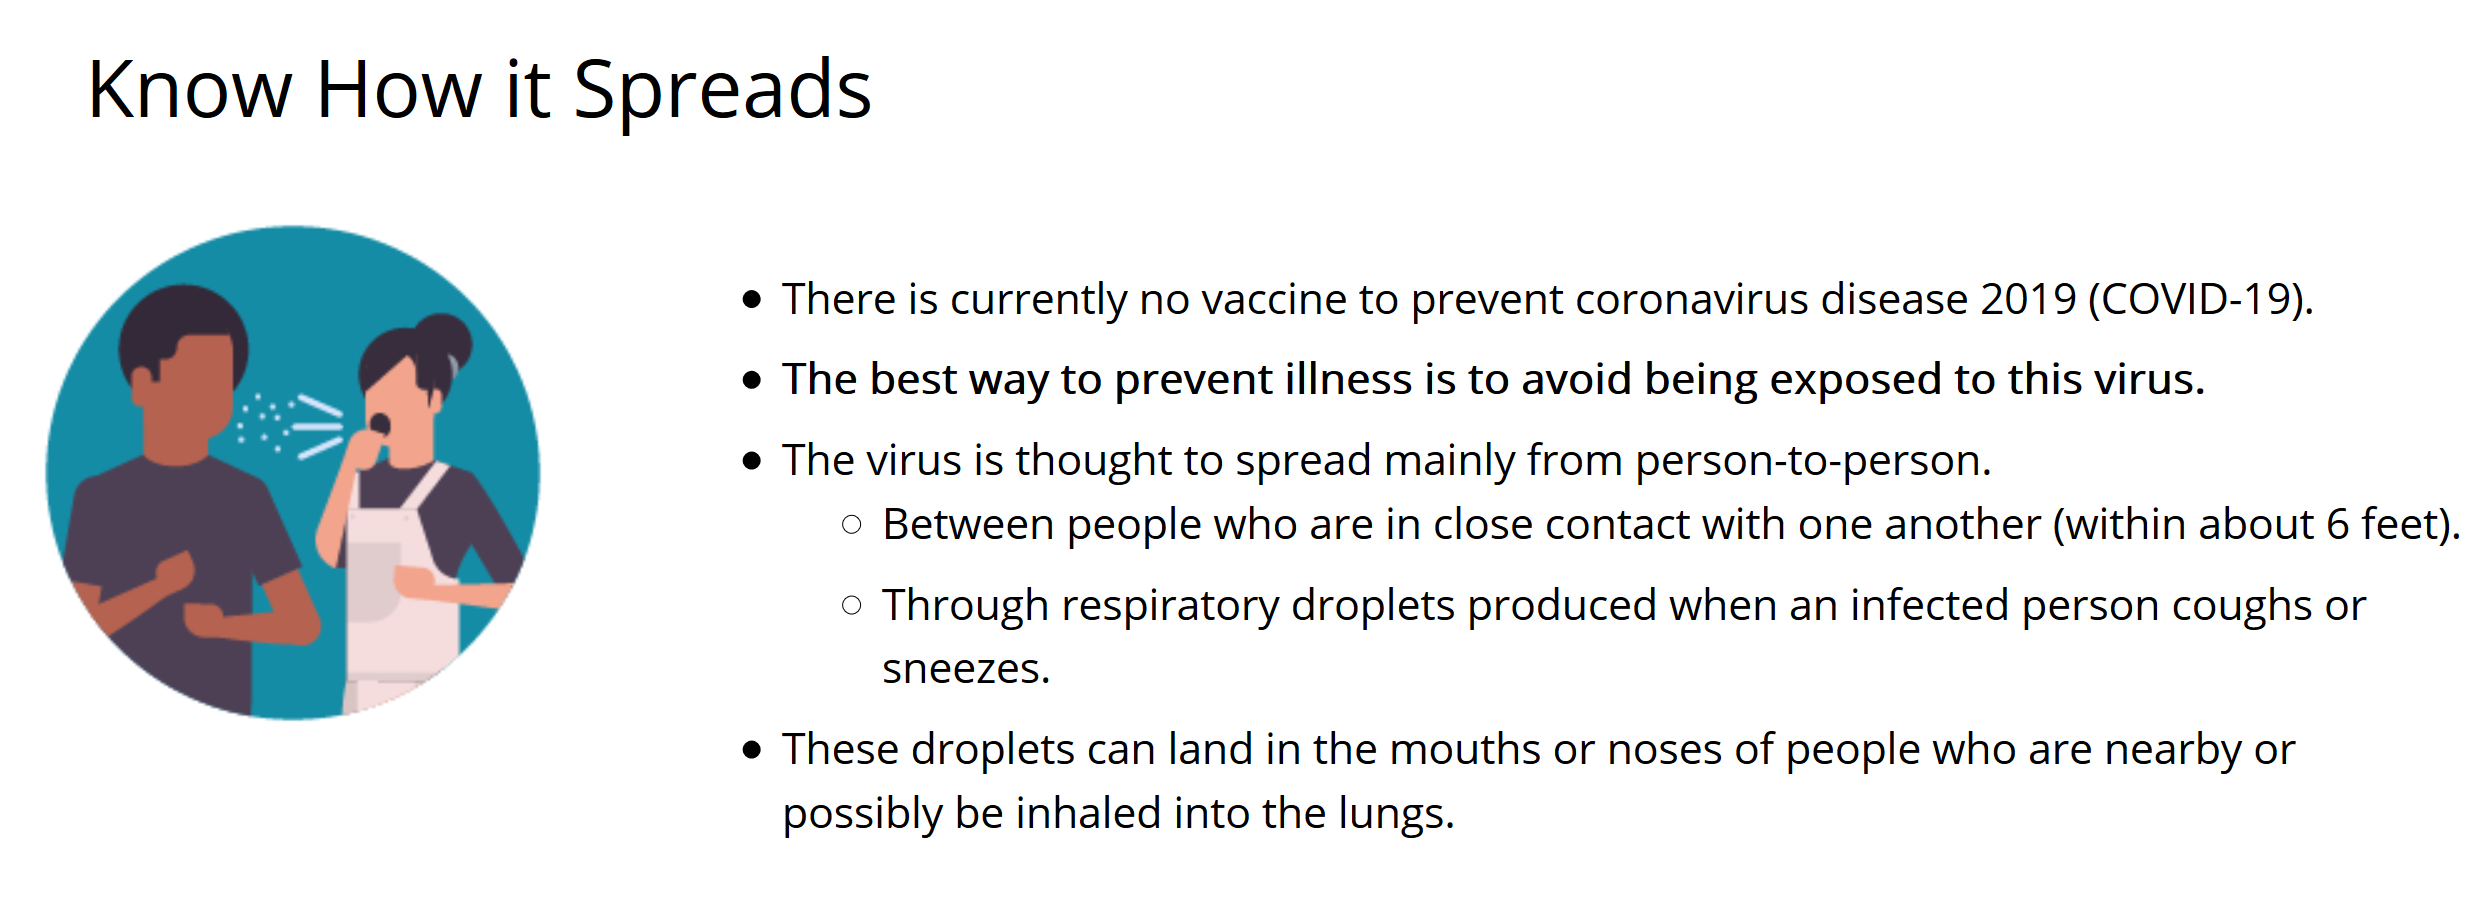 Know How it Spreads
• There is currently no vaccine to prevent coronavirus disease 2019 (COVID-19).
• The best way to prevent illness is to avoid being exposed to this virus.
• The virus is thought to spread mainly from person-to-person.
○ Between people who are in close contact with one another (within about 6 feet).
○ Through respiratory droplets produced when an infected person coughs or
sneezes.
• These droplets can land in the mouths or noses of people who are nearby or
possibly be inhaled into the lungs.